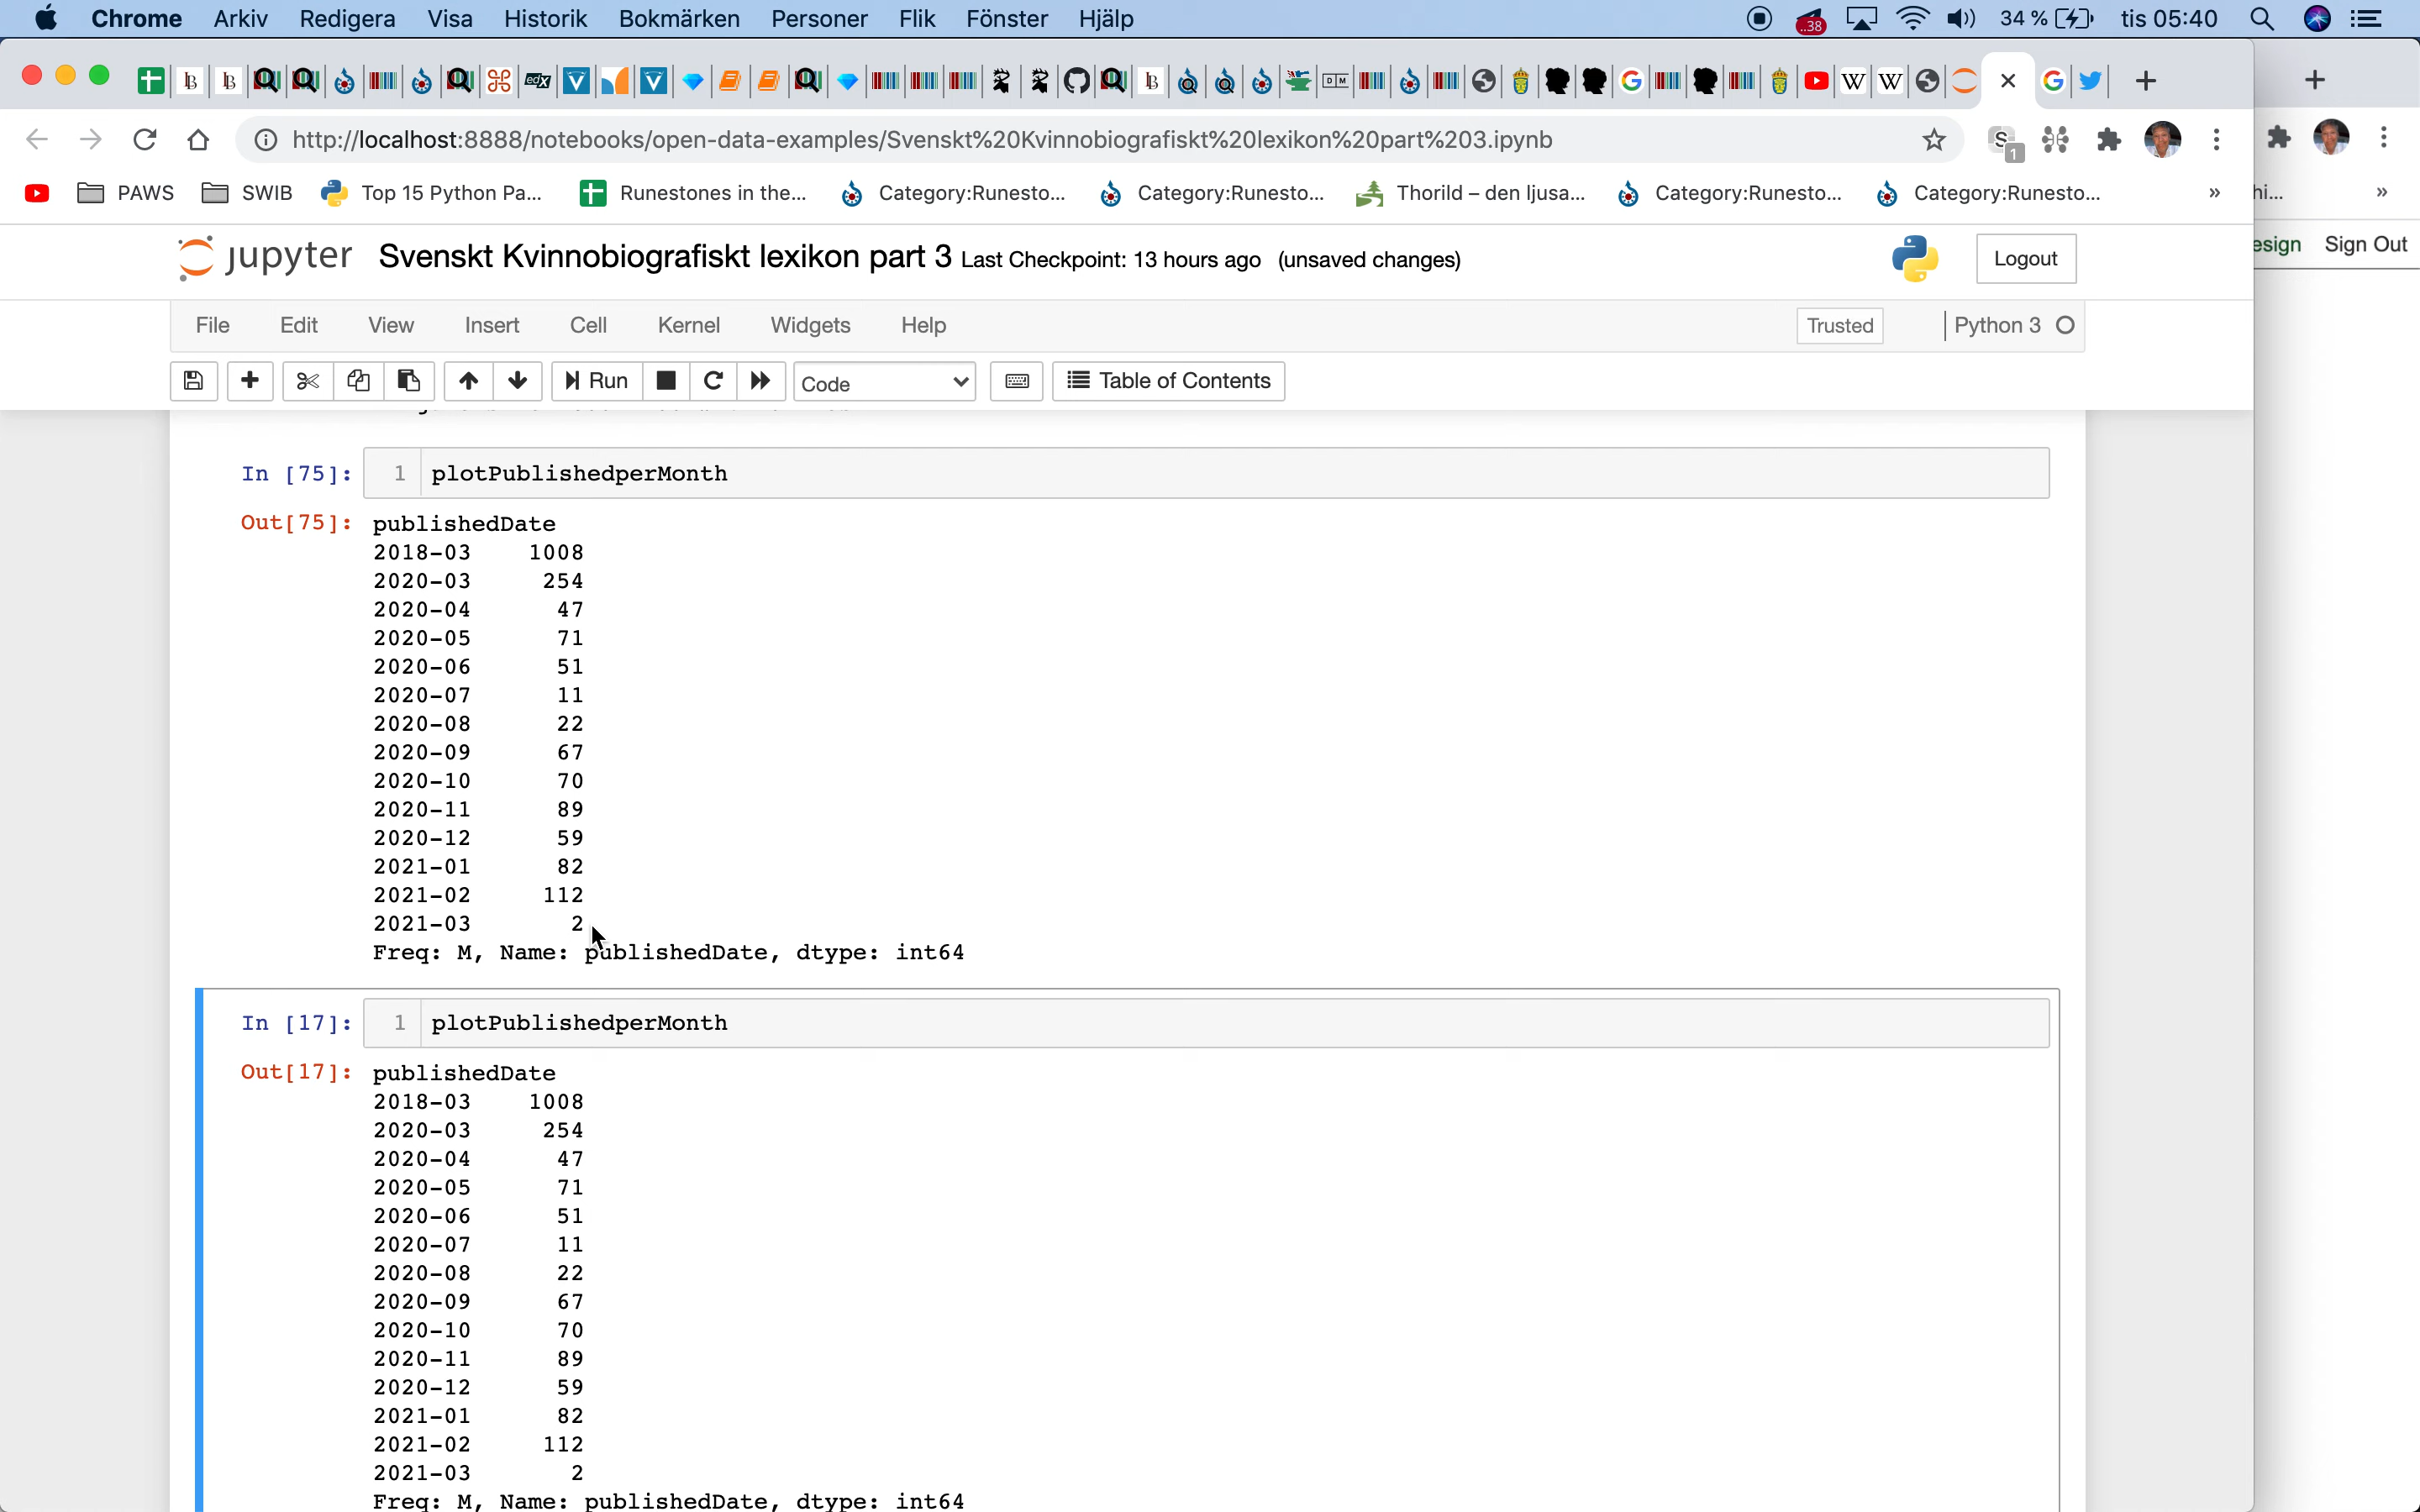 Chrome Arkiv Redigera Visa Historik Bokmärken Personer Flik Fönster Hjälp ..38 34 % tis 05:40
http://localhost:8888/notebooks/open-data-examples/Svenskt%20Kvinnobiografiskt%20lexikon%20part%203.ipynb
PAWS SWIB Top 15 Python Pa... Runestones in the... Category:Runesto... Category:Runesto... Thorild – den ljusa... Category:Runesto... Category:Runesto... » hi... »
jupyter Svenskt Kvinnobiografiskt lexikon part 3 Last Checkpoint: 13 hours ago (unsaved changes) Logout esign Sign Out
File Edit View Insert Cell Kernel Widgets Help Trusted Python 3
Run Code Table of Contents
In [75]: 1 plotPublishedperMonth
Out[75]: publishedDate
2018-03 1008
2020-03 254
2020-04 47
2020-05 71
2020-06 51
2020-07 11
2020-08 22
2020-09 67
2020-10 70
2020-11 89
2020-12 59
2021-01 82
2021-02 112
2021-03 2
Freq: M, Name: publishedDate, dtype: int64
In [17]: 1 plotPublishedperMonth
Out[17]: publishedDate
2018-03 1008
2020-03 254
2020-04 47
2020-05 71
2020-06 51
2020-07 11
2020-08 22
2020-09 67
2020-10 70
2020-11 89
2020-12 59
2021-01 82
2021-02 112
2021-03 2
Freq: M, Name: publishedDate, dtype: int64